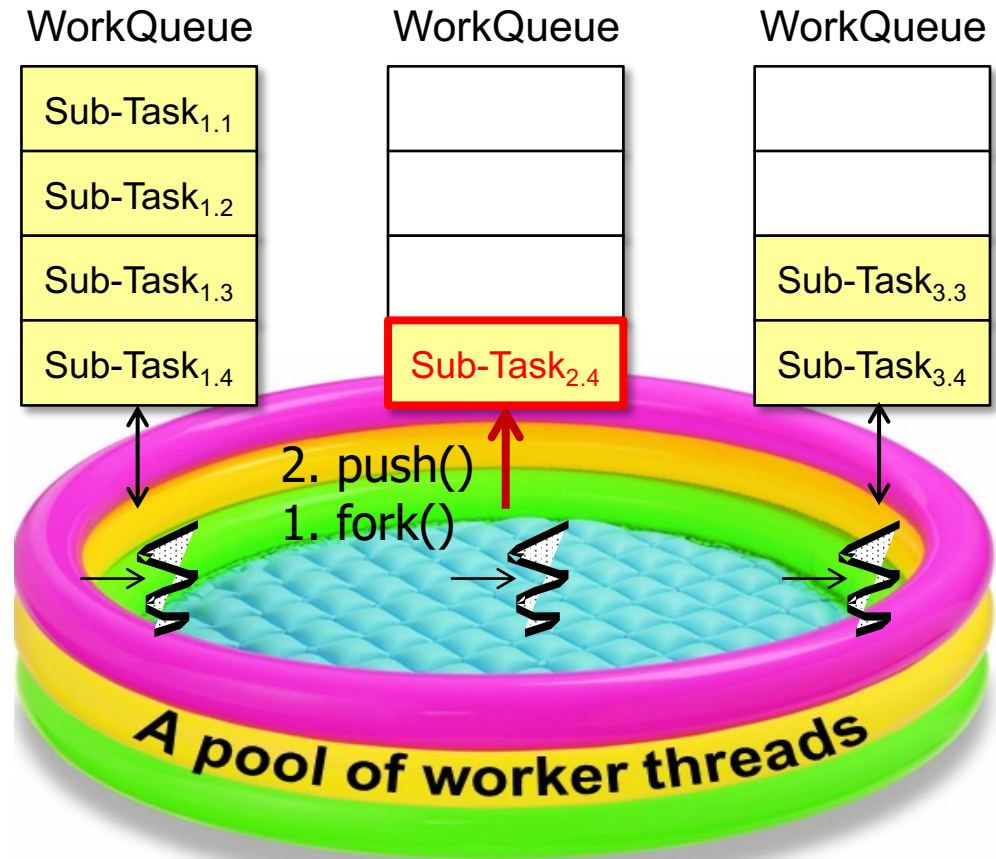 WorkQueue WorkQueue WorkQueue
Sub-Task1.1
Sub-Task1.2
Sub-Task1.3 Sub-Task3.3
Sub-Task1.4 Sub-Task2.4 Sub-Task3.4
2. push()
1. fork()
A pool of worker threads